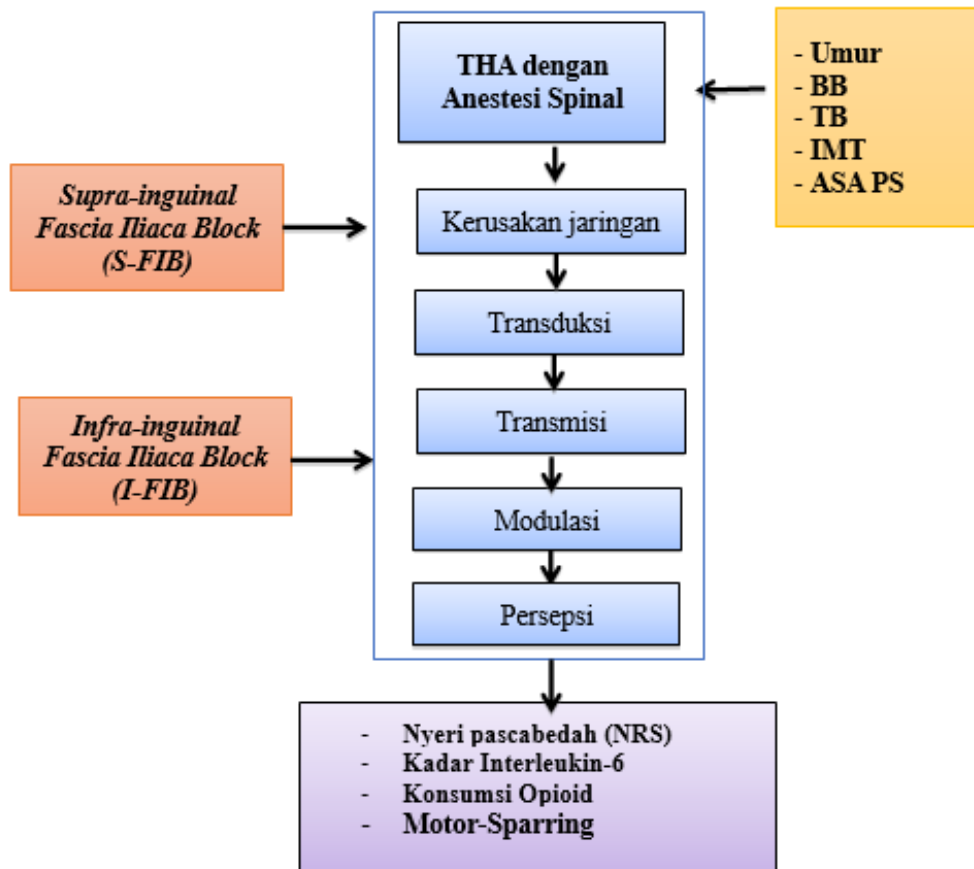 THA dengan
Anestesi Spinal
- Umur
- BB
- TB
- IMT
- ASA PS
Supra-inguinal
Fascia Iliaca Block
(S-FIB)
Kerusakan jaringan
Transduksi
Infra-inguinal
Fascia Iliaca Block
(I-FIB)
Transmisi
Modulasi
Persepsi
- Nyeri pascabedah (NRS)
- Kadar Interleukin-6
- Konsumsi Opioid
- Motor-Sparring